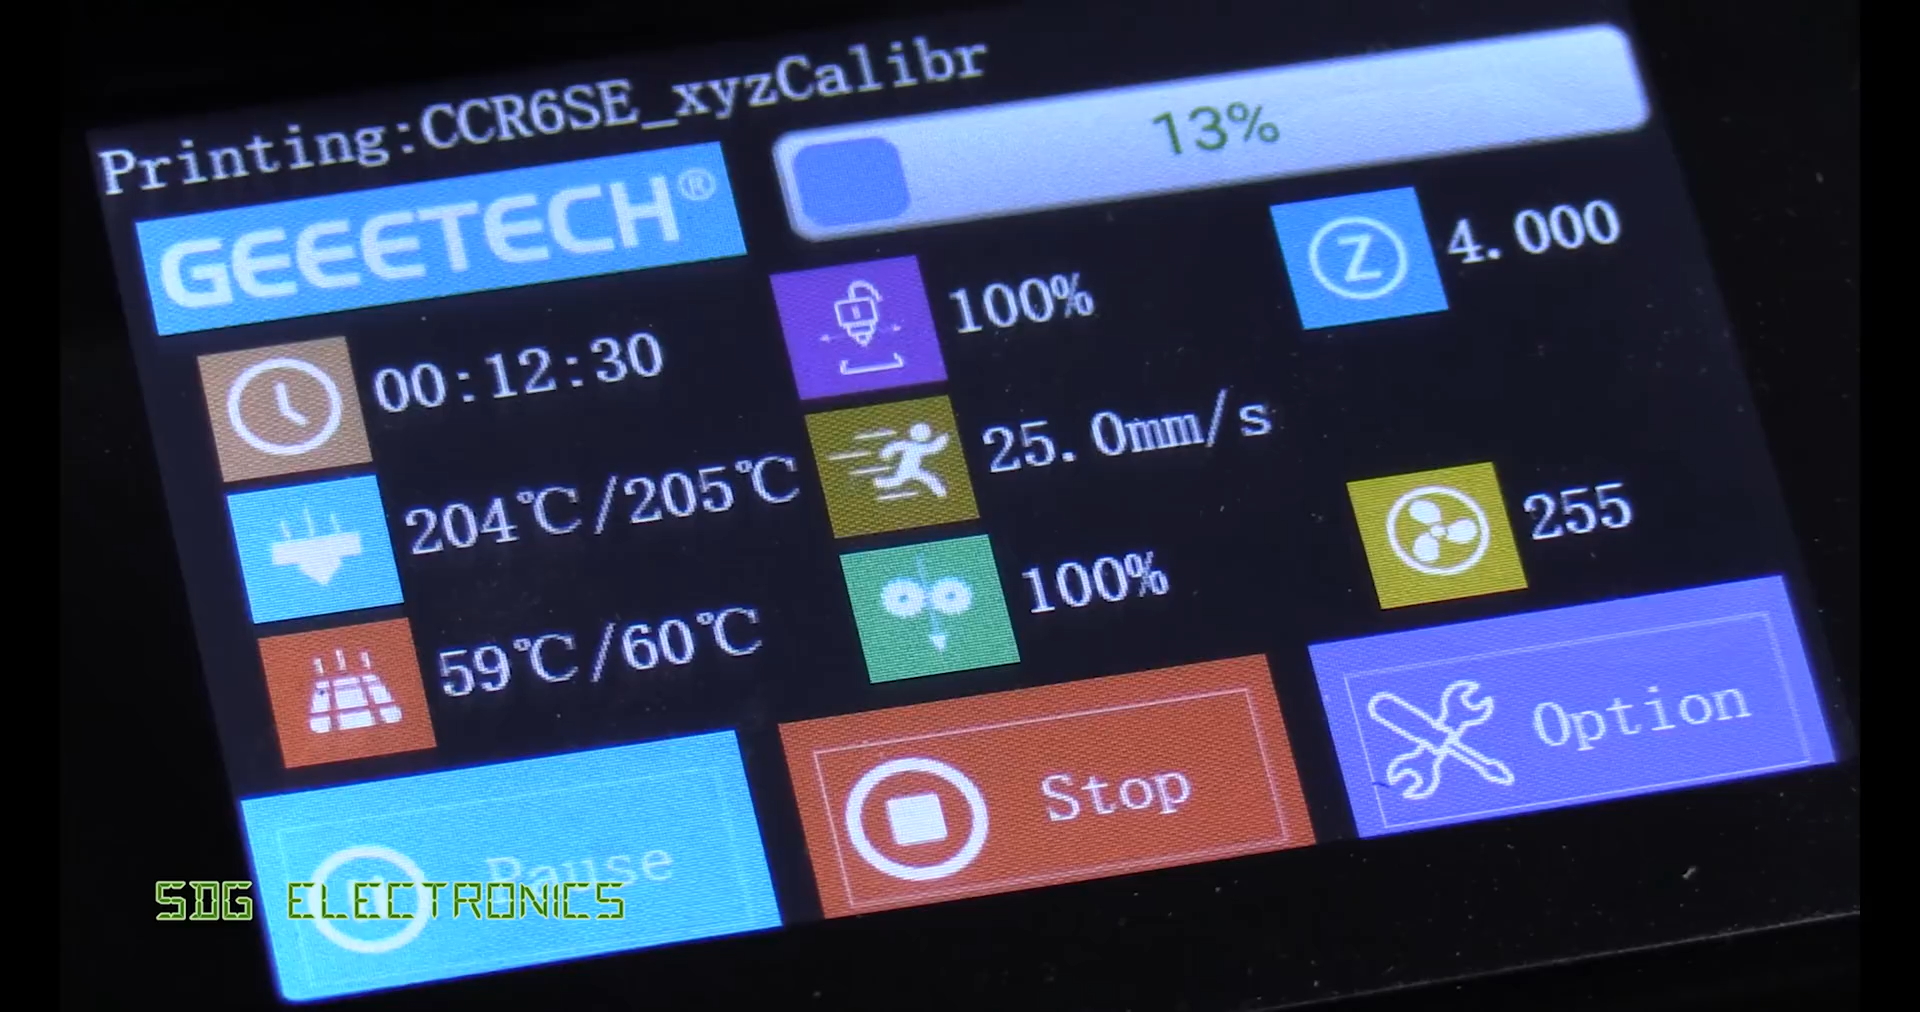 Printing:CCR6SE_xyzCalibr
13%
GEEETECH®
Z 4.000
100%
00:12:30
25.0mm/s
204℃/205℃
255
100%
59℃/60℃
Option
Stop
Pause
SDG ELECTRONICS